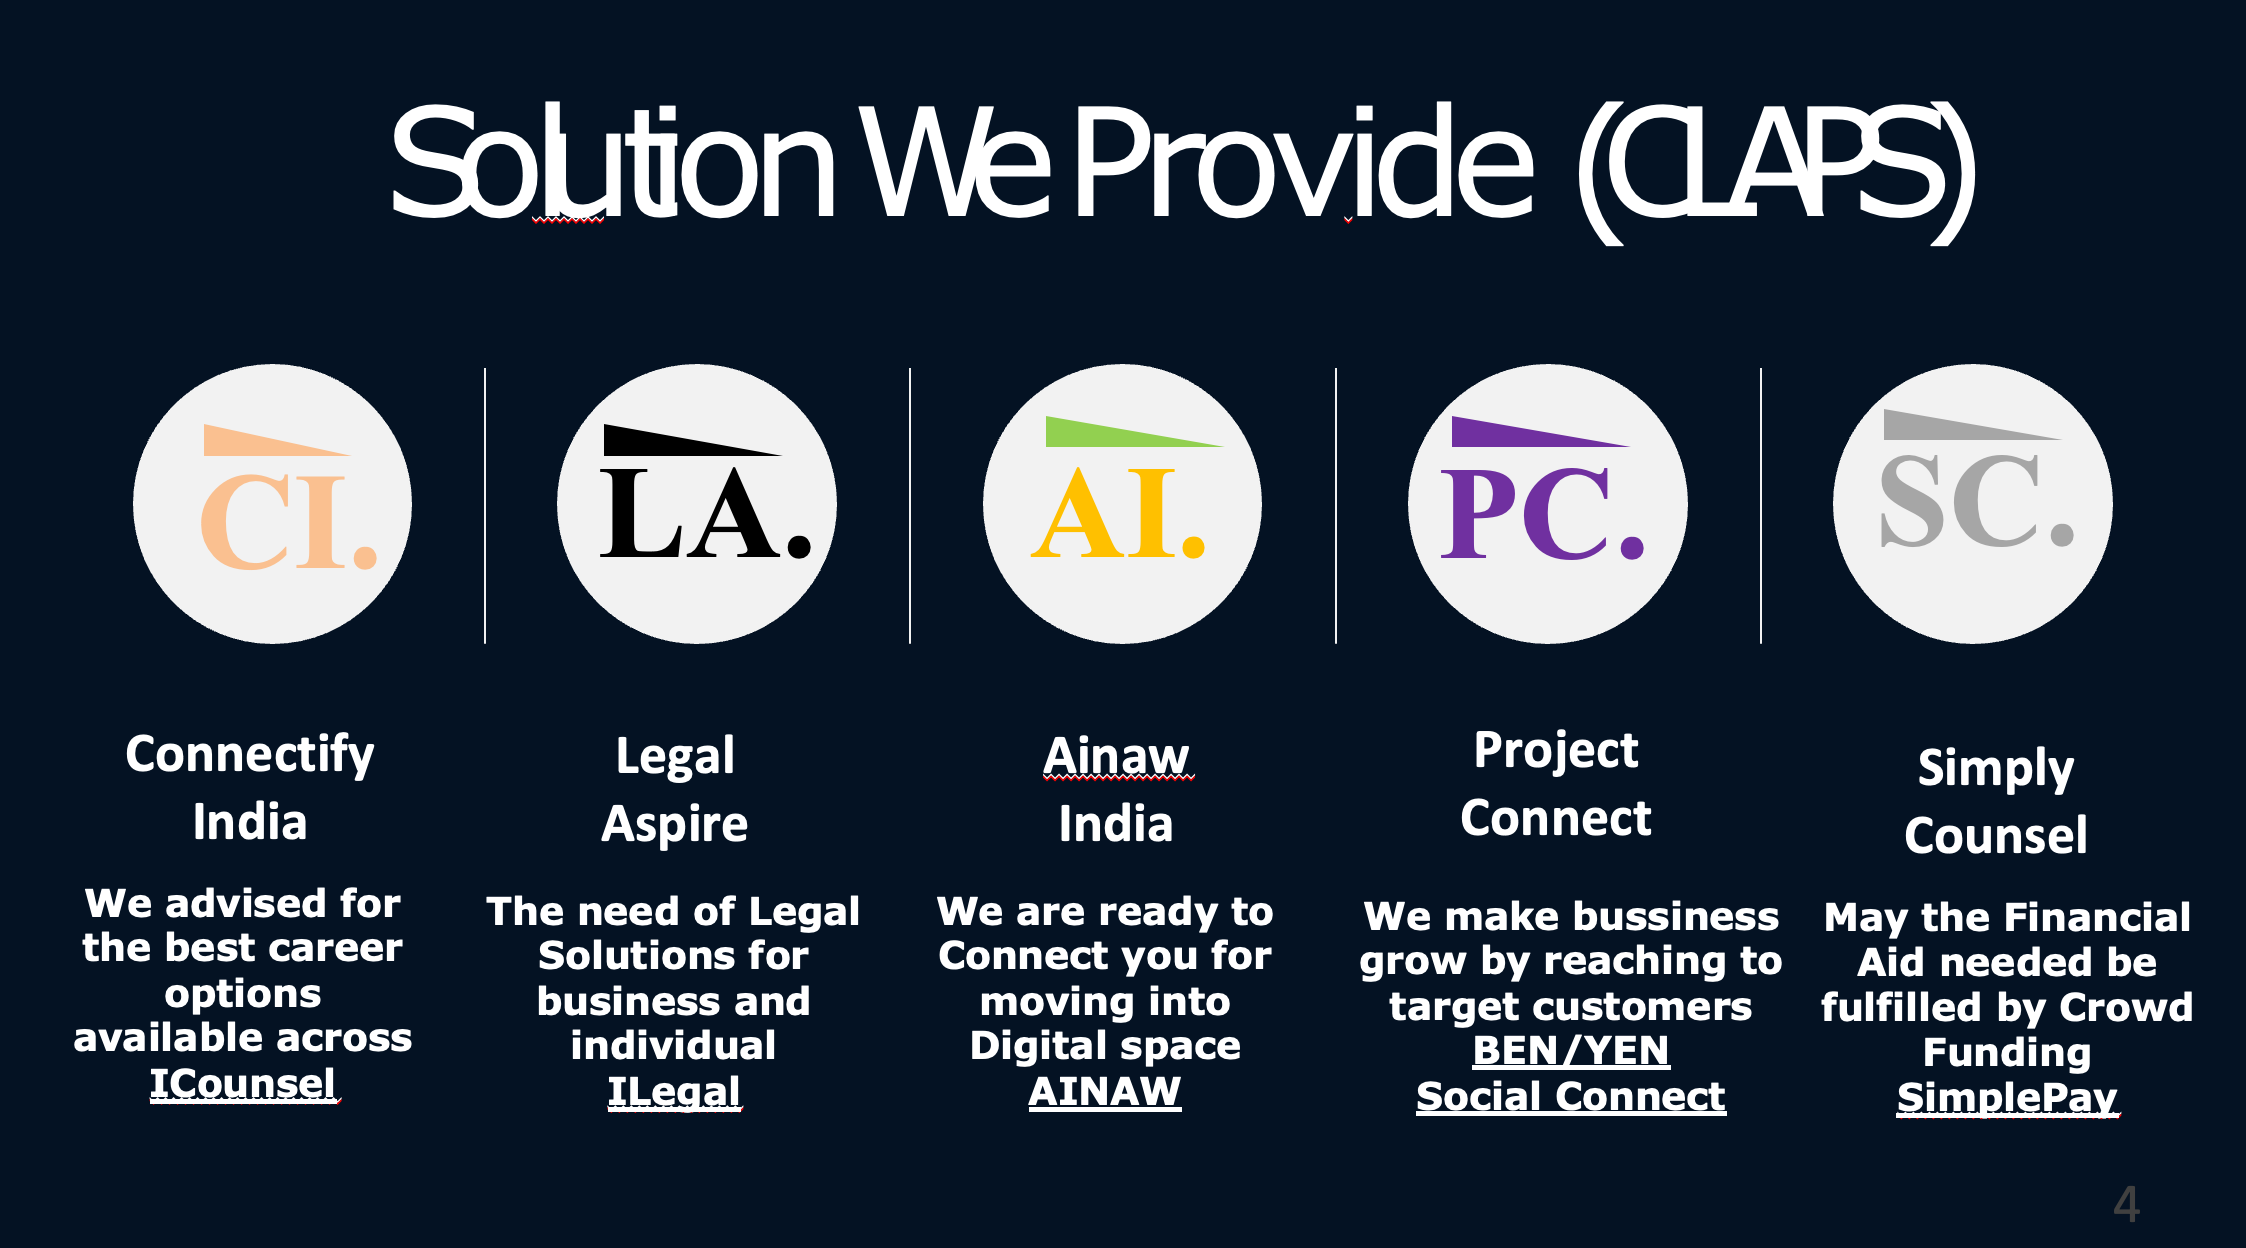 Solution We Provide (CLAPS)
CI.
LA.
AI.
PC.
SC.
Connectify
India
We advised for
the best career
options
available across
ICounsel
Legal
Aspire
The need of Legal
Solutions for
business and
individual
ILegal
Ainaw
India
We are ready to
Connect you for
moving into
Digital space
AINAW
Project
Connect
We make bussiness
grow by reaching to
target customers
BEN/YEN
Social Connect
Simply
Counsel
May the Financial
Aid needed be
fulfilled by Crowd
Funding
SimplePay
4